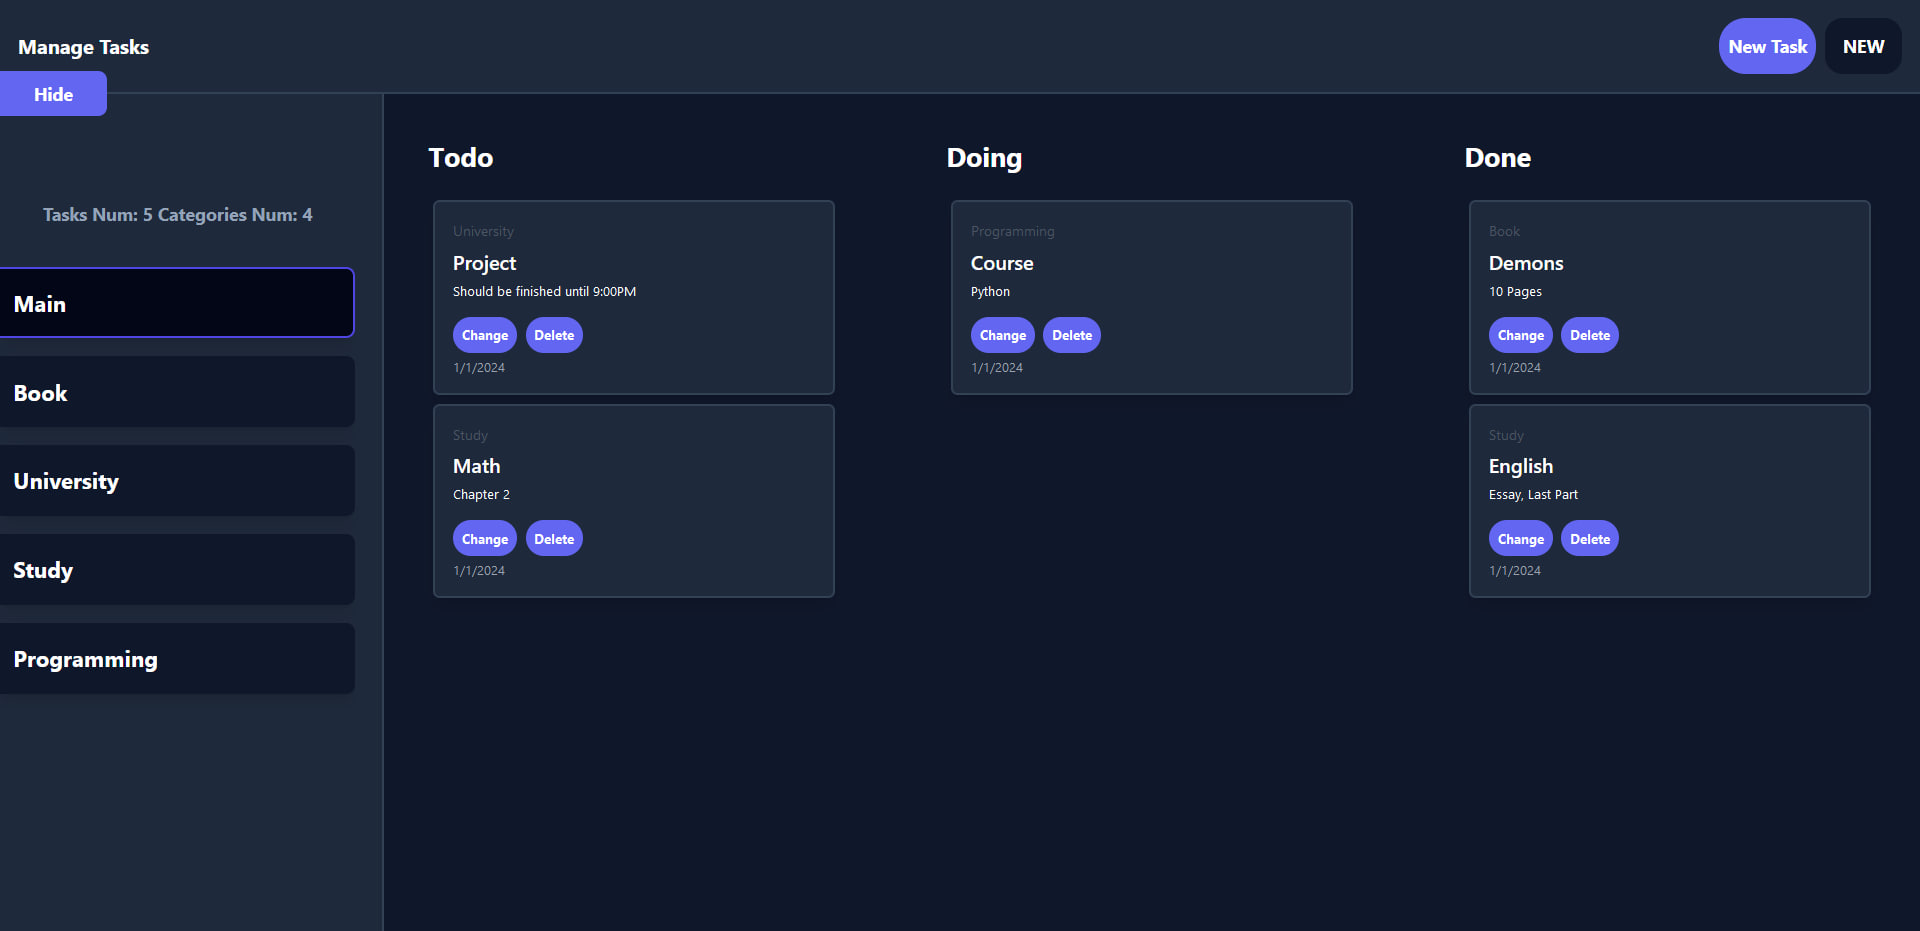 Manage Tasks
New Task
NEW
Hide
Tasks Num: 5 Categories Num: 4
Main
Book
University
Study
Programming
Todo
University
Project
Should be finished until 9:00PM
Change Delete
1/1/2024
Study
Math
Chapter 2
Change Delete
1/1/2024
Doing
Programming
Course
Python
Change Delete
1/1/2024
Done
Book
Demons
10 Pages
Change Delete
1/1/2024
Study
English
Essay, Last Part
Change Delete
1/1/2024